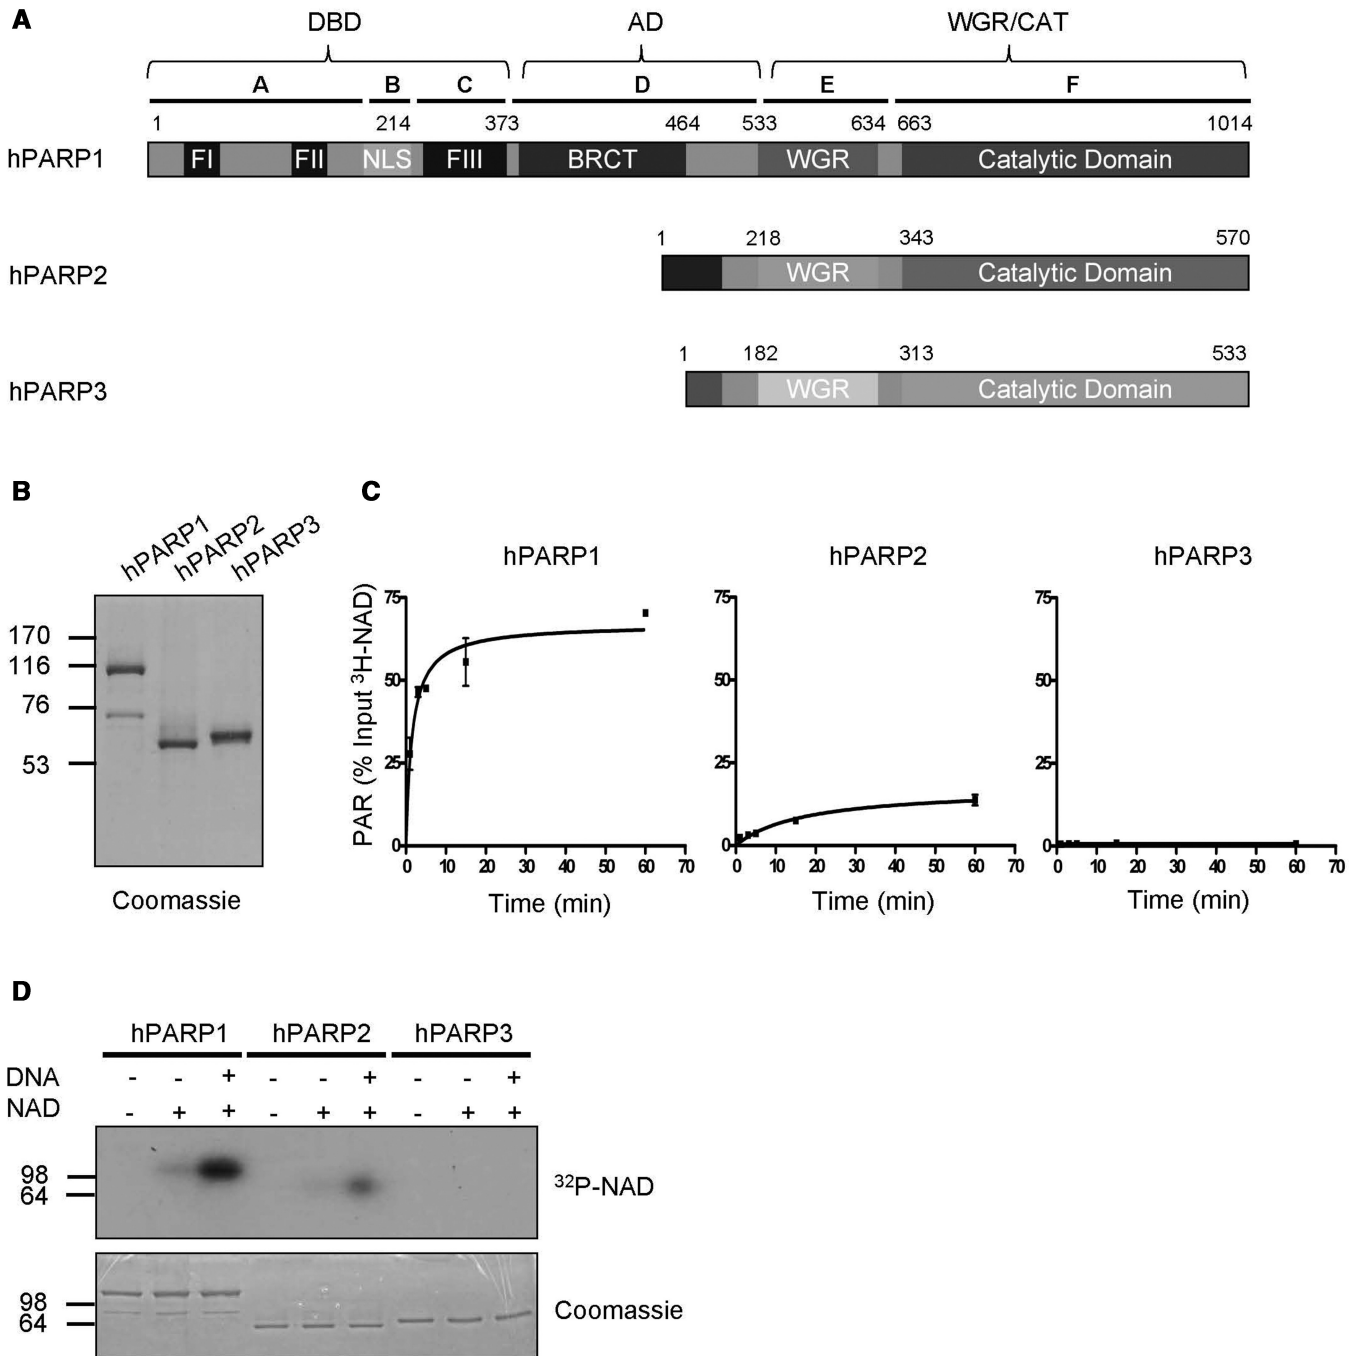 A
DBD AD WGR/CAT
A B C D E F
1 214 373 464 533 634 663 1014
hPARP1 FI FII NLS FIII BRCT WGR Catalytic Domain
1 218 343 570
hPARP2 WGR Catalytic Domain
1 182 313 533
hPARP3 WGR Catalytic Domain
B
hPARP1 hPARP2 hPARP3
170
116
76
53
Coomassie
C
hPARP1 hPARP2 hPARP3
PAR (% Input ³H-NAD)
75 75 75
50 50 50
25 25 25
0 0 0
0 10 20 30 40 50 60 70 0 10 20 30 40 50 60 70 0 10 20 30 40 50 60 70
Time (min) Time (min) Time (min)
D
hPARP1 hPARP2 hPARP3
DNA - - + - - + - - +
NAD - + + - + + - + +
98
64
³²P-NAD
98
64
Coomassie